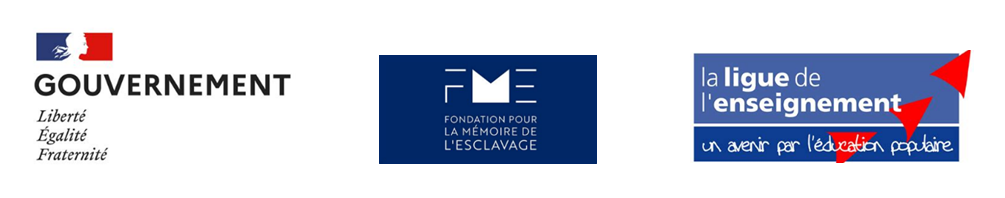 GOUVERNEMENT
Liberté
Égalité
Fraternité
FME
FONDATION POUR
LA MÉMOIRE DE
L'ESCLAVAGE
la ligue de
l'enseignement
un avenir par l'éducation populaire